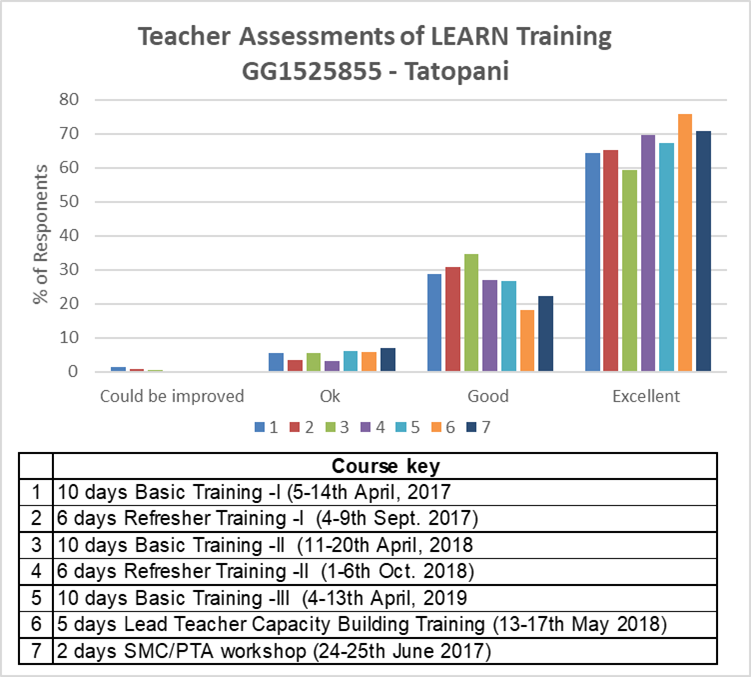 Teacher Assessments of LEARN Training
GG1525855 - Tatopani
% of Responents
80
70
60
50
40
30
20
10
0
Could be improved Ok Good Excellent
1 2 3 4 5 6 7
Course key
1 10 days Basic Training -I (5-14th April, 2017
2 6 days Refresher Training -I (4-9th Sept. 2017)
3 10 days Basic Training -II (11-20th April, 2018
4 6 days Refresher Training -II (1-6th Oct. 2018)
5 10 days Basic Training -III (4-13th April, 2019
6 5 days Lead Teacher Capacity Building Training (13-17th May 2018)
7 2 days SMC/PTA workshop (24-25th June 2017)